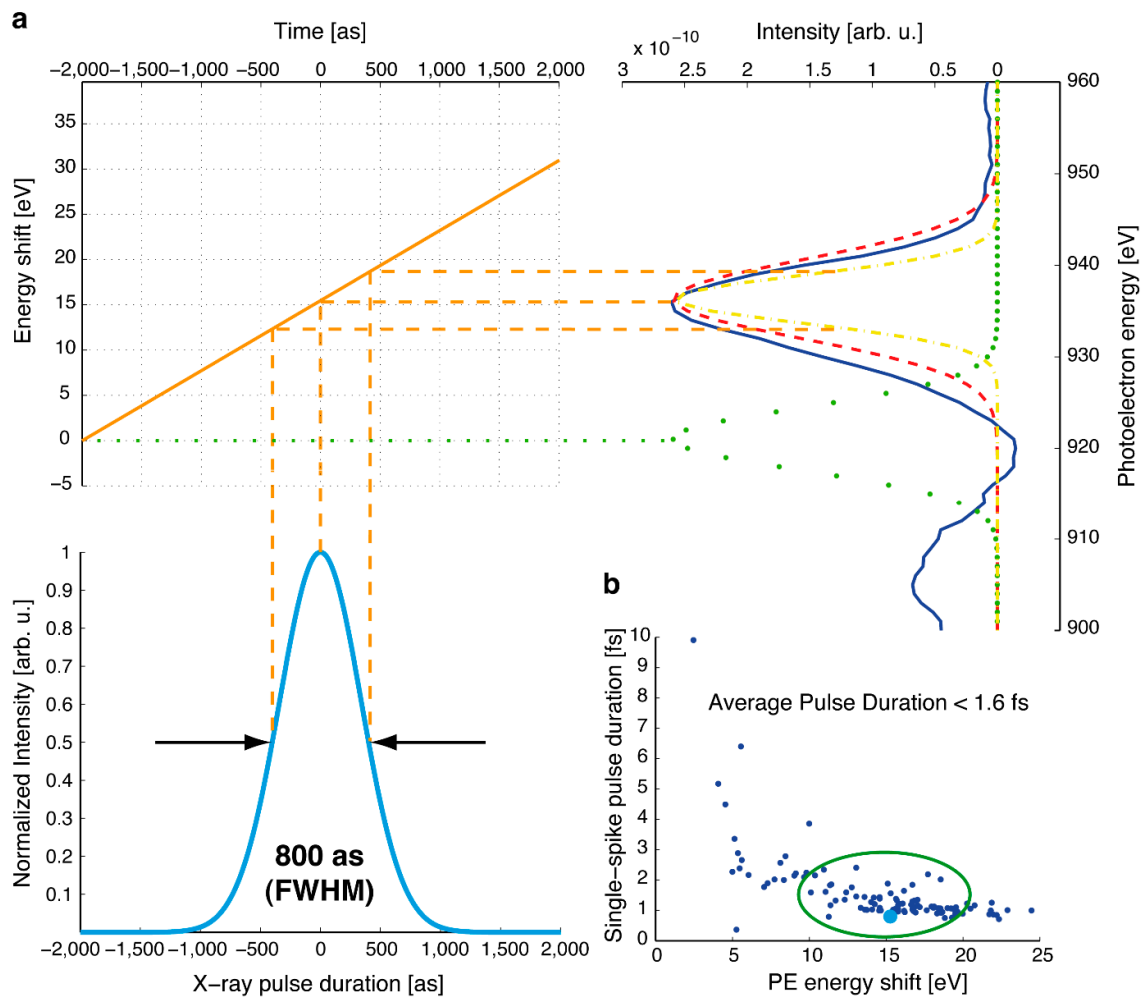 a
Time [as]
−2,000 −1,500 −1,000 −500 0 500 1,000 1,500 2,000
Energy shift [eV]
35
30
25
20
15
10
5
0
−5
Intensity [arb. u.]
x 10⁻¹⁰
3 2.5 2 1.5 1 0.5 0
960
950
940
930
920
910
900
Photoelectron energy [eV]
Normalized Intensity [arb. u.]
1
0.9
0.8
0.7
0.6
0.5
0.4
0.3
0.2
0.1
800 as
(FWHM)
−2,000 −1,500 −1,000 −500 0 500 1,000 1,500 2,000
X−ray pulse duration [as]
b
Single−spike pulse duration [fs]
10
9
8
7
6
5
4
3
2
1
0
Average Pulse Duration < 1.6 fs
0 5 10 15 20 25
PE energy shift [eV]